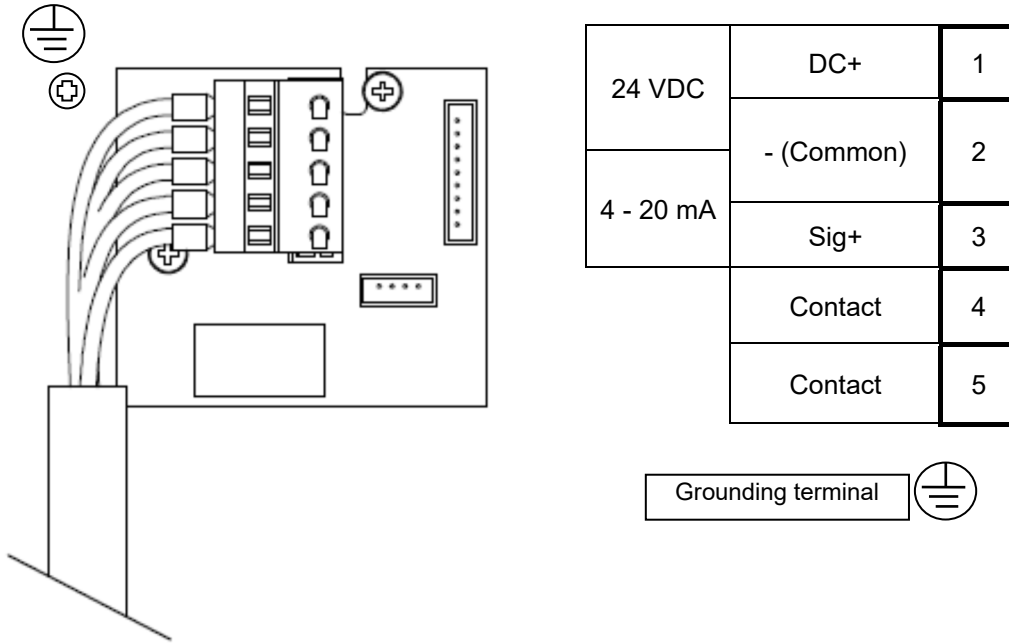 24 VDC
DC+
1
- (Common)
2
4 - 20 mA
Sig+
3
Contact
4
Contact
5
Grounding terminal